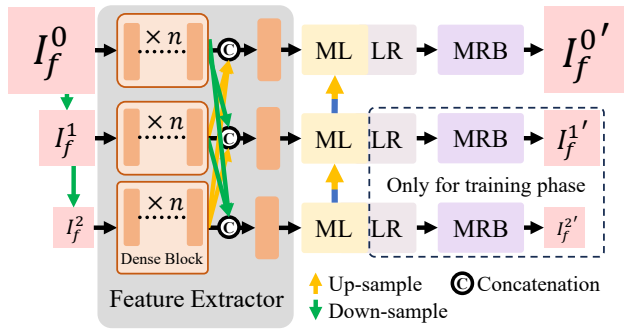 I_f^0 × n ...... C ML LR MRB I_f^0′
I_f^1 × n ...... C ML LR MRB I_f^1′
Only for training phase
I_f^2 × n ...... C ML LR MRB I_f^2′
Dense Block
Feature Extractor
Up-sample C Concatenation
Down-sample